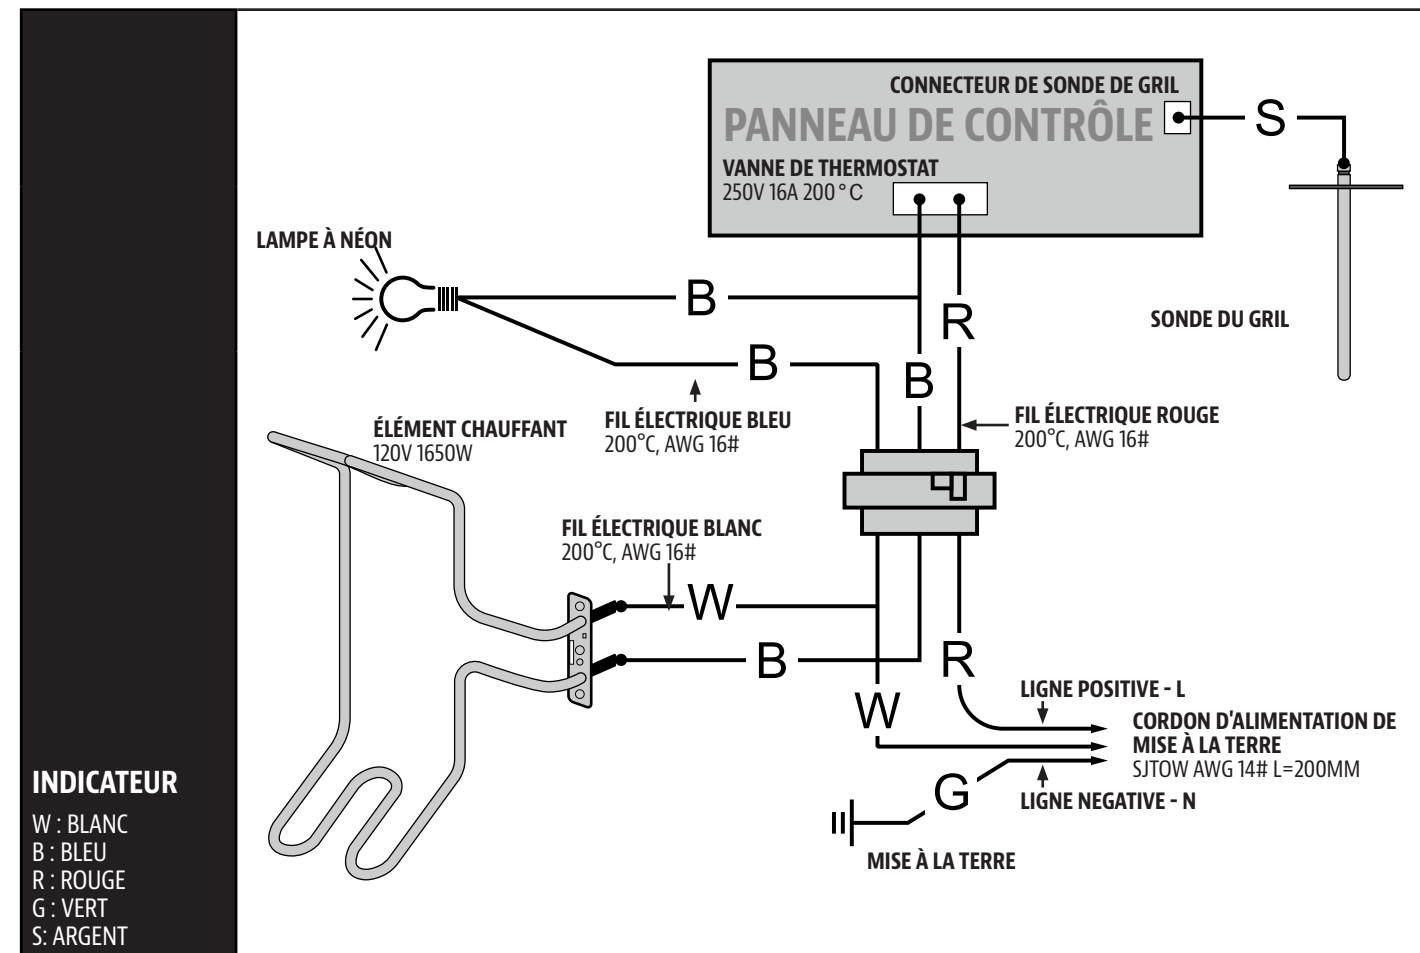 CONNECTEUR DE SONDE DE GRIL
PANNEAU DE CONTRÔLE
S
VANNE DE THERMOSTAT
250V 16A 200°C
LAMPE À NÉON
B
R
SONDE DU GRIL
B
B
FIL ÉLECTRIQUE BLEU
200°C, AWG 16#
FIL ÉLECTRIQUE ROUGE
200°C, AWG 16#
ÉLÉMENT CHAUFFANT
120V 1650W
FIL ÉLECTRIQUE BLANC
200°C, AWG 16#
W
B
R
W
LIGNE POSITIVE - L
CORDON D'ALIMENTATION DE
MISE À LA TERRE
SJTOW AWG 14# L=200MM
G
LIGNE NEGATIVE - N
MISE À LA TERRE
INDICATEUR
W : BLANC
B : BLEU
R : ROUGE
G : VERT
S: ARGENT